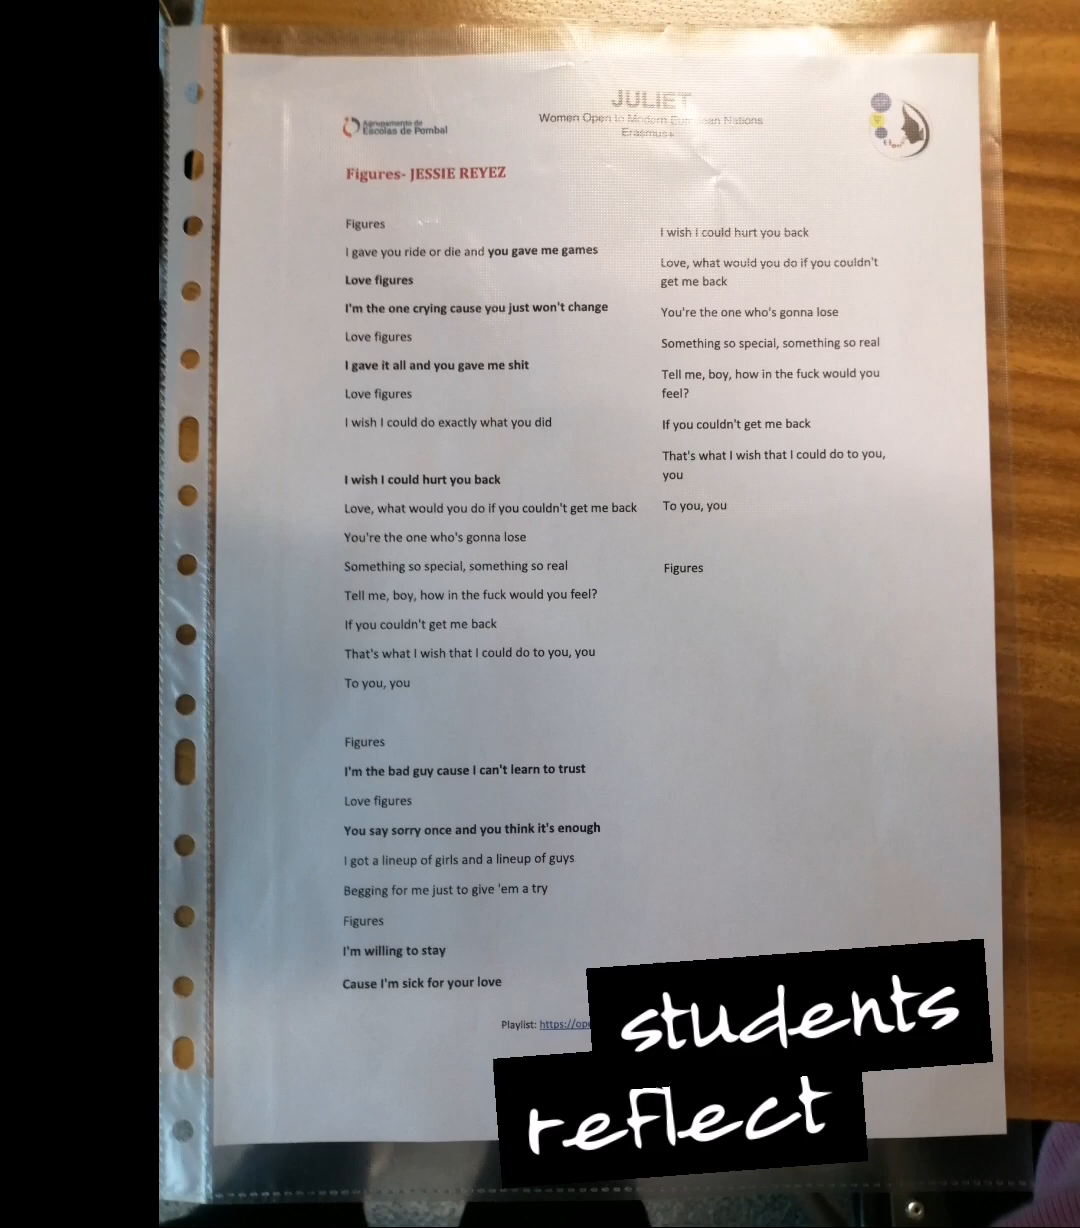 JULIET
Women Open in Modern European Nations
Erasmus+
Agrupamento de
Escolas de Pombal
Figures- JESSIE REYEZ
Figures
I gave you ride or die and you gave me games
Love figures
I'm the one crying cause you just won't change
Love figures
I gave it all and you gave me shit
Love figures
I wish I could do exactly what you did
I wish I could hurt you back
Love, what would you do if you couldn't get me back
You're the one who's gonna lose
Something so special, something so real
Tell me, boy, how in the fuck would you feel?
If you couldn't get me back
That's what I wish that I could do to you, you
To you, you
Figures
I'm the bad guy cause I can't learn to trust
Love figures
You say sorry once and you think it's enough
I got a lineup of girls and a lineup of guys
Begging for me just to give 'em a try
Figures
I'm willing to stay
Cause I'm sick for your love
I wish I could hurt you back
Love, what would you do if you couldn't
get me back
You're the one who's gonna lose
Something so special, something so real
Tell me, boy, how in the fuck would you
feel?
If you couldn't get me back
That's what I wish that I could do to you,
you
To you, you
Figures
Playlist: https://ope
students
reflect